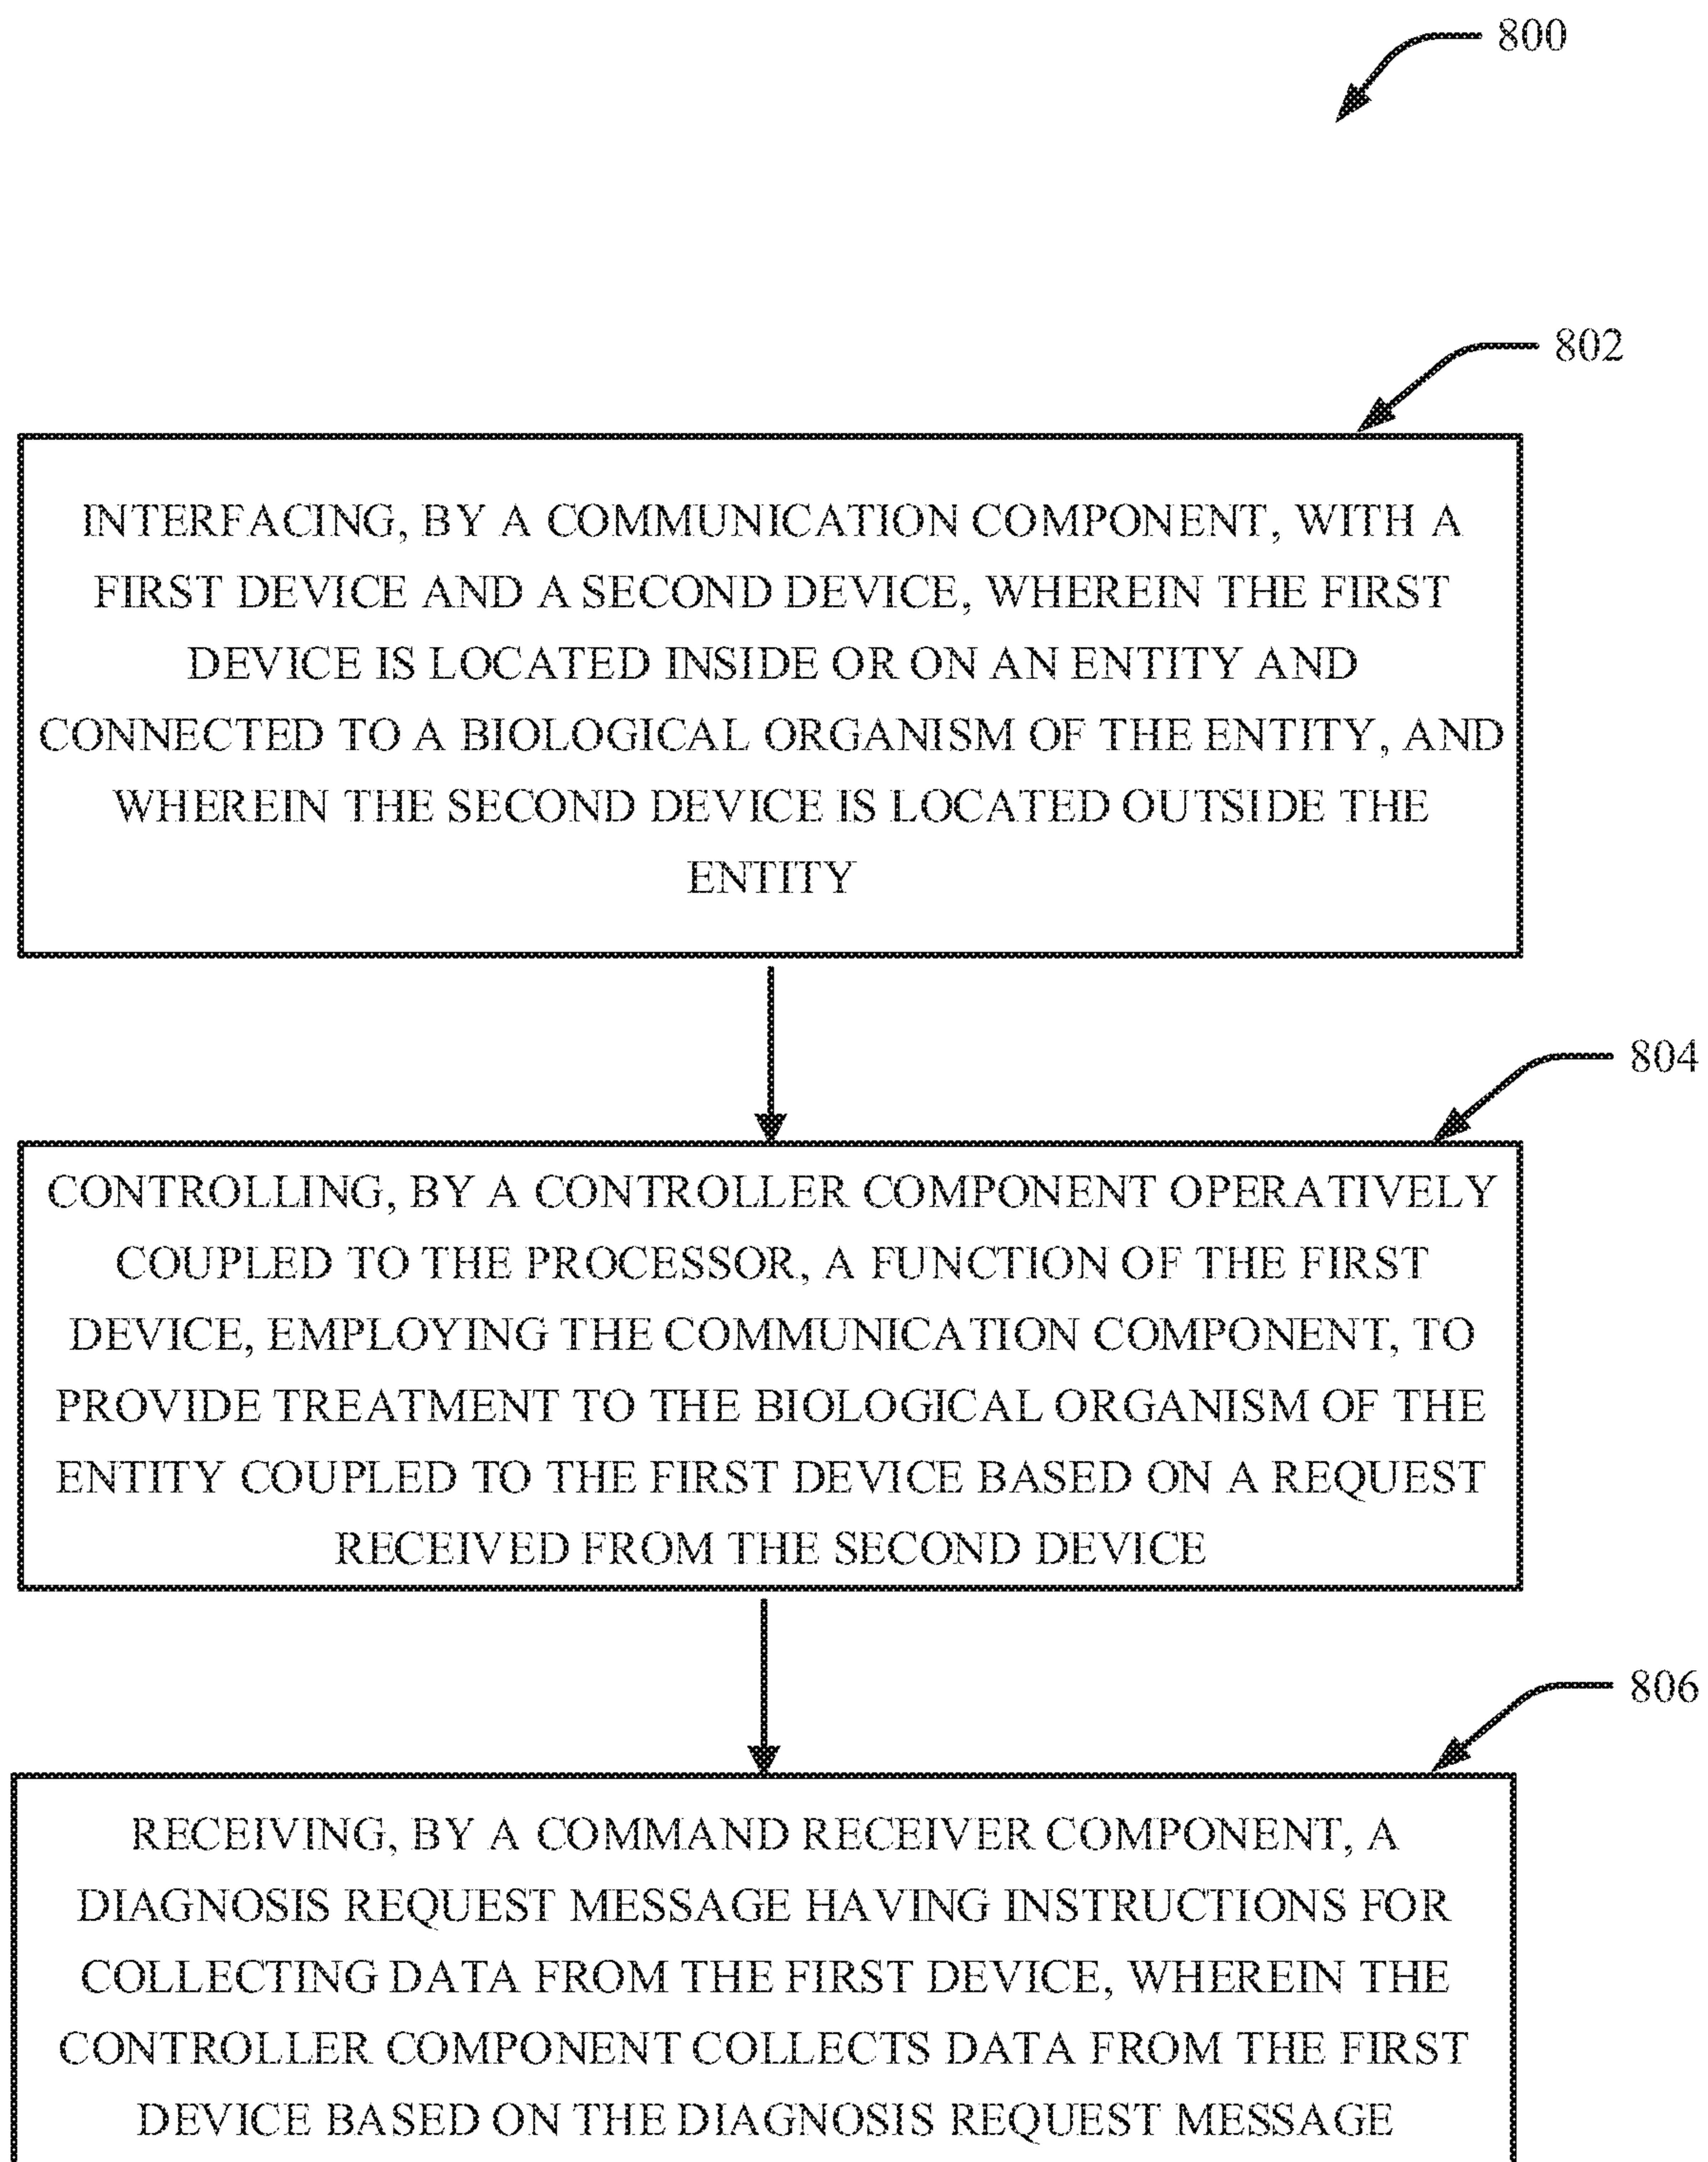 800
802
INTERFACING, BY A COMMUNICATION COMPONENT, WITH A
FIRST DEVICE AND A SECOND DEVICE, WHEREIN THE FIRST
DEVICE IS LOCATED INSIDE OR ON AN ENTITY AND
CONNECTED TO A BIOLOGICAL ORGANISM OF THE ENTITY, AND
WHEREIN THE SECOND DEVICE IS LOCATED OUTSIDE THE
ENTITY
804
CONTROLLING, BY A CONTROLLER COMPONENT OPERATIVELY
COUPLED TO THE PROCESSOR, A FUNCTION OF THE FIRST
DEVICE, EMPLOYING THE COMMUNICATION COMPONENT, TO
PROVIDE TREATMENT TO THE BIOLOGICAL ORGANISM OF THE
ENTITY COUPLED TO THE FIRST DEVICE BASED ON A REQUEST
RECEIVED FROM THE SECOND DEVICE
806
RECEIVING, BY A COMMAND RECEIVER COMPONENT, A
DIAGNOSIS REQUEST MESSAGE HAVING INSTRUCTIONS FOR
COLLECTING DATA FROM THE FIRST DEVICE, WHEREIN THE
CONTROLLER COMPONENT COLLECTS DATA FROM THE FIRST
DEVICE BASED ON THE DIAGNOSIS REQUEST MESSAGE